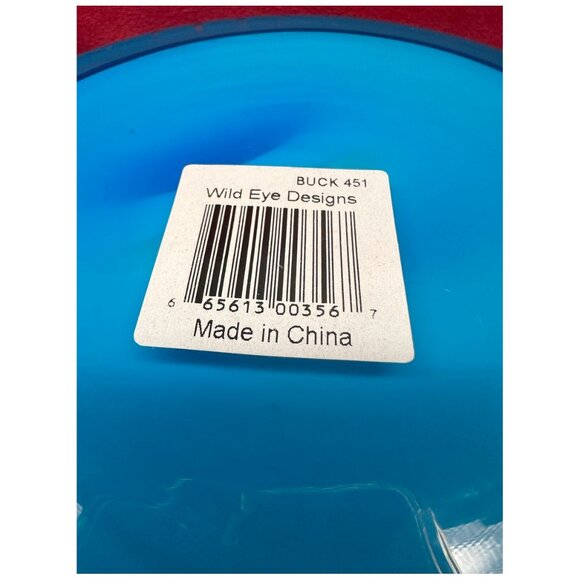 BUCK 451
Wild Eye Designs
6 65613 00356 7
Made in China